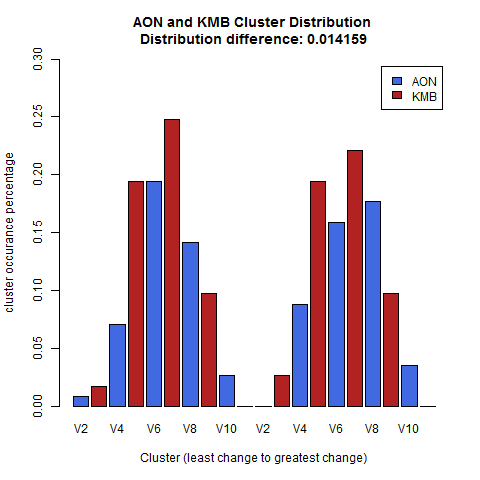 AON and KMB Cluster Distribution
Distribution difference: 0.014159
AON
KMB
cluster occurance percentage
0.30
0.25
0.20
0.15
0.10
0.05
0.00
V2 V4 V6 V8 V10 V2 V4 V6 V8 V10
Cluster (least change to greatest change)